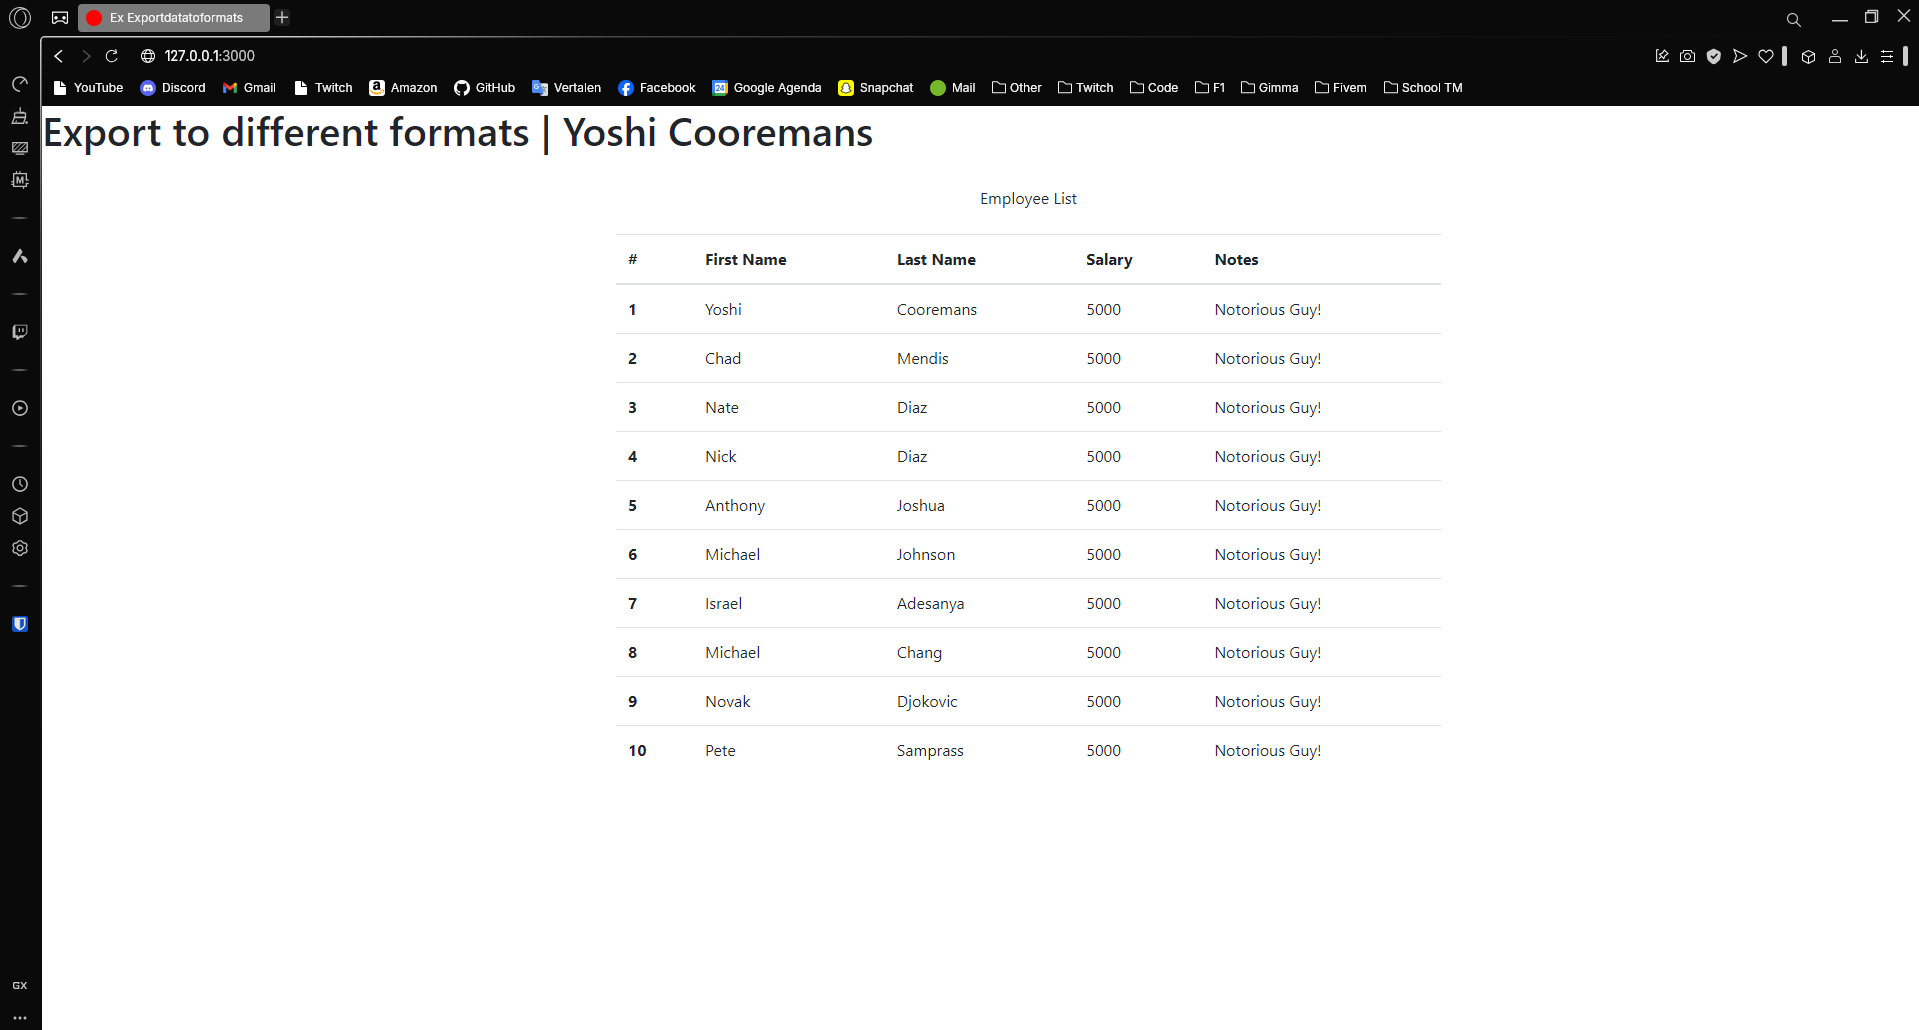 Ex Exportdatatoformats
127.0.0.1:3000
YouTube Discord Gmail Twitch Amazon GitHub Vertalen Facebook 24 Google Agenda Snapchat Mail Other Twitch Code F1 Gimma Fivem School TM
Export to different formats | Yoshi Cooremans
Employee List
# First Name Last Name Salary Notes
1 Yoshi Cooremans 5000 Notorious Guy!
2 Chad Mendis 5000 Notorious Guy!
3 Nate Diaz 5000 Notorious Guy!
4 Nick Diaz 5000 Notorious Guy!
5 Anthony Joshua 5000 Notorious Guy!
6 Michael Johnson 5000 Notorious Guy!
7 Israel Adesanya 5000 Notorious Guy!
8 Michael Chang 5000 Notorious Guy!
9 Novak Djokovic 5000 Notorious Guy!
10 Pete Samprass 5000 Notorious Guy!
GX